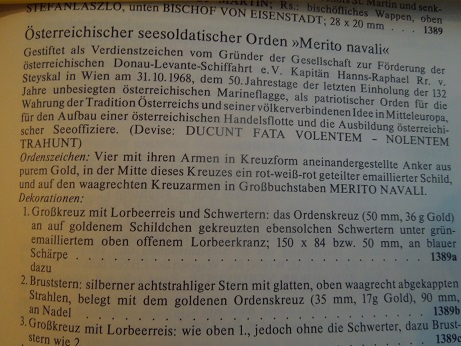 MARTIN; Rs.: bischöfliches Wappen, oben
STEFANLASZLO, unten BISCHOF VON EISENSTADT; 28 x 20 mm . . 1389
Österreichischer seesoldatischer Orden »Merito navali«
Gestiftet als Verdienstzeichen vom Gründer der Gesellschaft zur Förderung der
österreichischen Donau-Levante-Schiffahrt e. V. Kapitän Hanns-Raphael Rr. v.
Steyskal in Wien am 31.10.1968, dem 50. Jahrestage der letzten Einholung der 132
Jahre unbesiegten österreichischen Marineflagge, als patriotischer Orden für die
Wahrung der Tradition Österreichs und seiner völkerverbindenen Idee in Mitteleuropa,
für den Aufbau einer österreichischen Handelsflotte und die Ausbildung österreichi-
scher Seeoffiziere. (Devise: DUCUNT FATA VOLENTEM – NOLENTEM
TRAHUNT)
Ordenszeichen: Vier mit ihren Armen in Kreuzform aneinandergestellte Anker aus
purem Gold, in der Mitte dieses Kreuzes ein rot-weiß-rot geteilter emaillierter Schild,
und auf den waagrechten Kreuzarmen in Großbuchstaben MERITO NAVALI.
Dekorationen:
1. Großkreuz mit Lorbeerreis und Schwertern: das Ordenskreuz (50 mm, 36 g Gold)
an auf goldenem Schildchen gekreuzten ebensolchen Schwertern unter grün-
emailliertem oben offenem Lorbeerkranz; 150 x 84 bzw. 50 mm, an blauer
Schärpe . . . . . . . . . . . . . . . . . . . . 1389a
dazu
2. Bruststern: silberner achtstrahliger Stern mit glatten, oben waagrecht abgekappten
Strahlen, belegt mit dem goldenen Ordenskreuz (35 mm, 17g Gold), 90 mm,
an Nadel . . . . . . . . . . . . . . . . . . . . 1389b
3. Großkreuz mit Lorbeerreis: wie oben 1., jedoch ohne die Schwerter, dazu Brust-
stern wie 2 . . . . . . . . . . . . . . . . . . . . 1389c